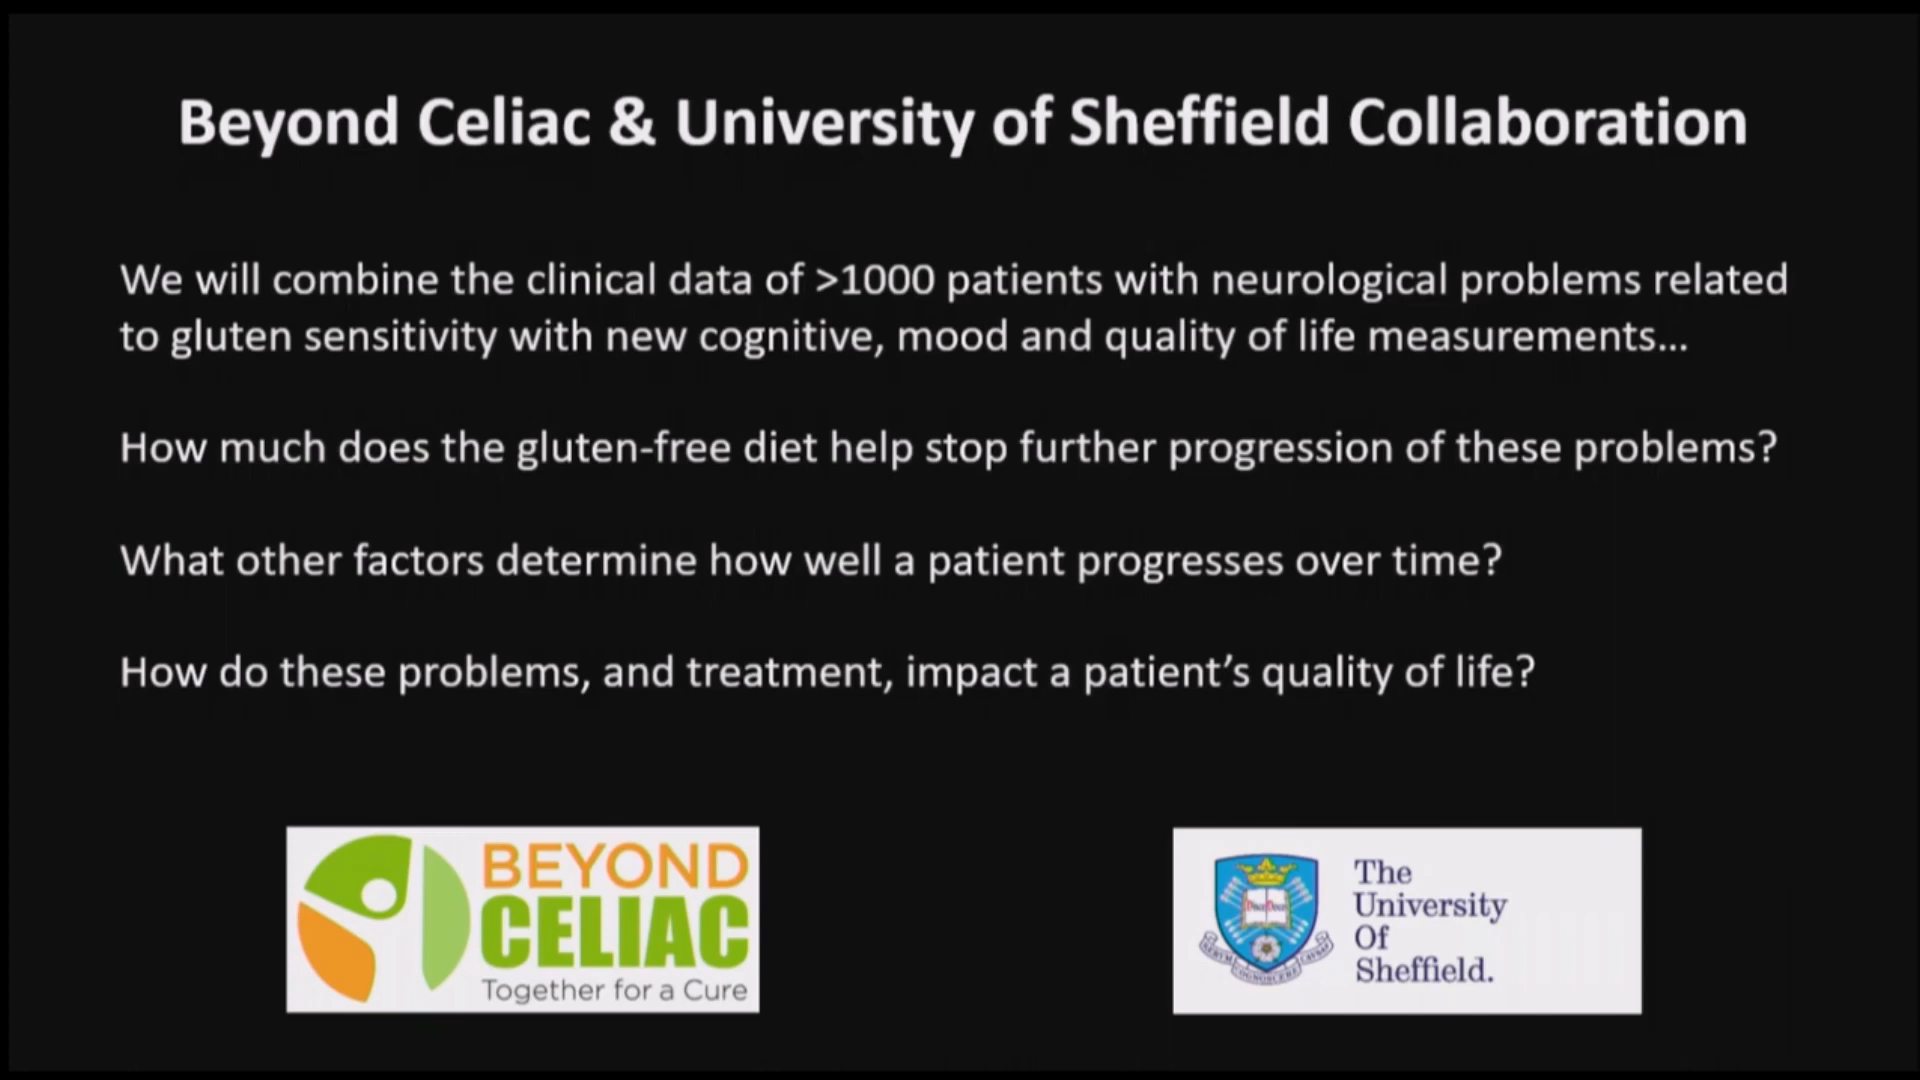 Beyond Celiac & University of Sheffield Collaboration
We will combine the clinical data of >1000 patients with neurological problems related
to gluten sensitivity with new cognitive, mood and quality of life measurements...
How much does the gluten-free diet help stop further progression of these problems?
What other factors determine how well a patient progresses over time?
How do these problems, and treatment, impact a patient’s quality of life?
BEYOND
CELIAC
Together for a Cure
The
University
Of
Sheffield.